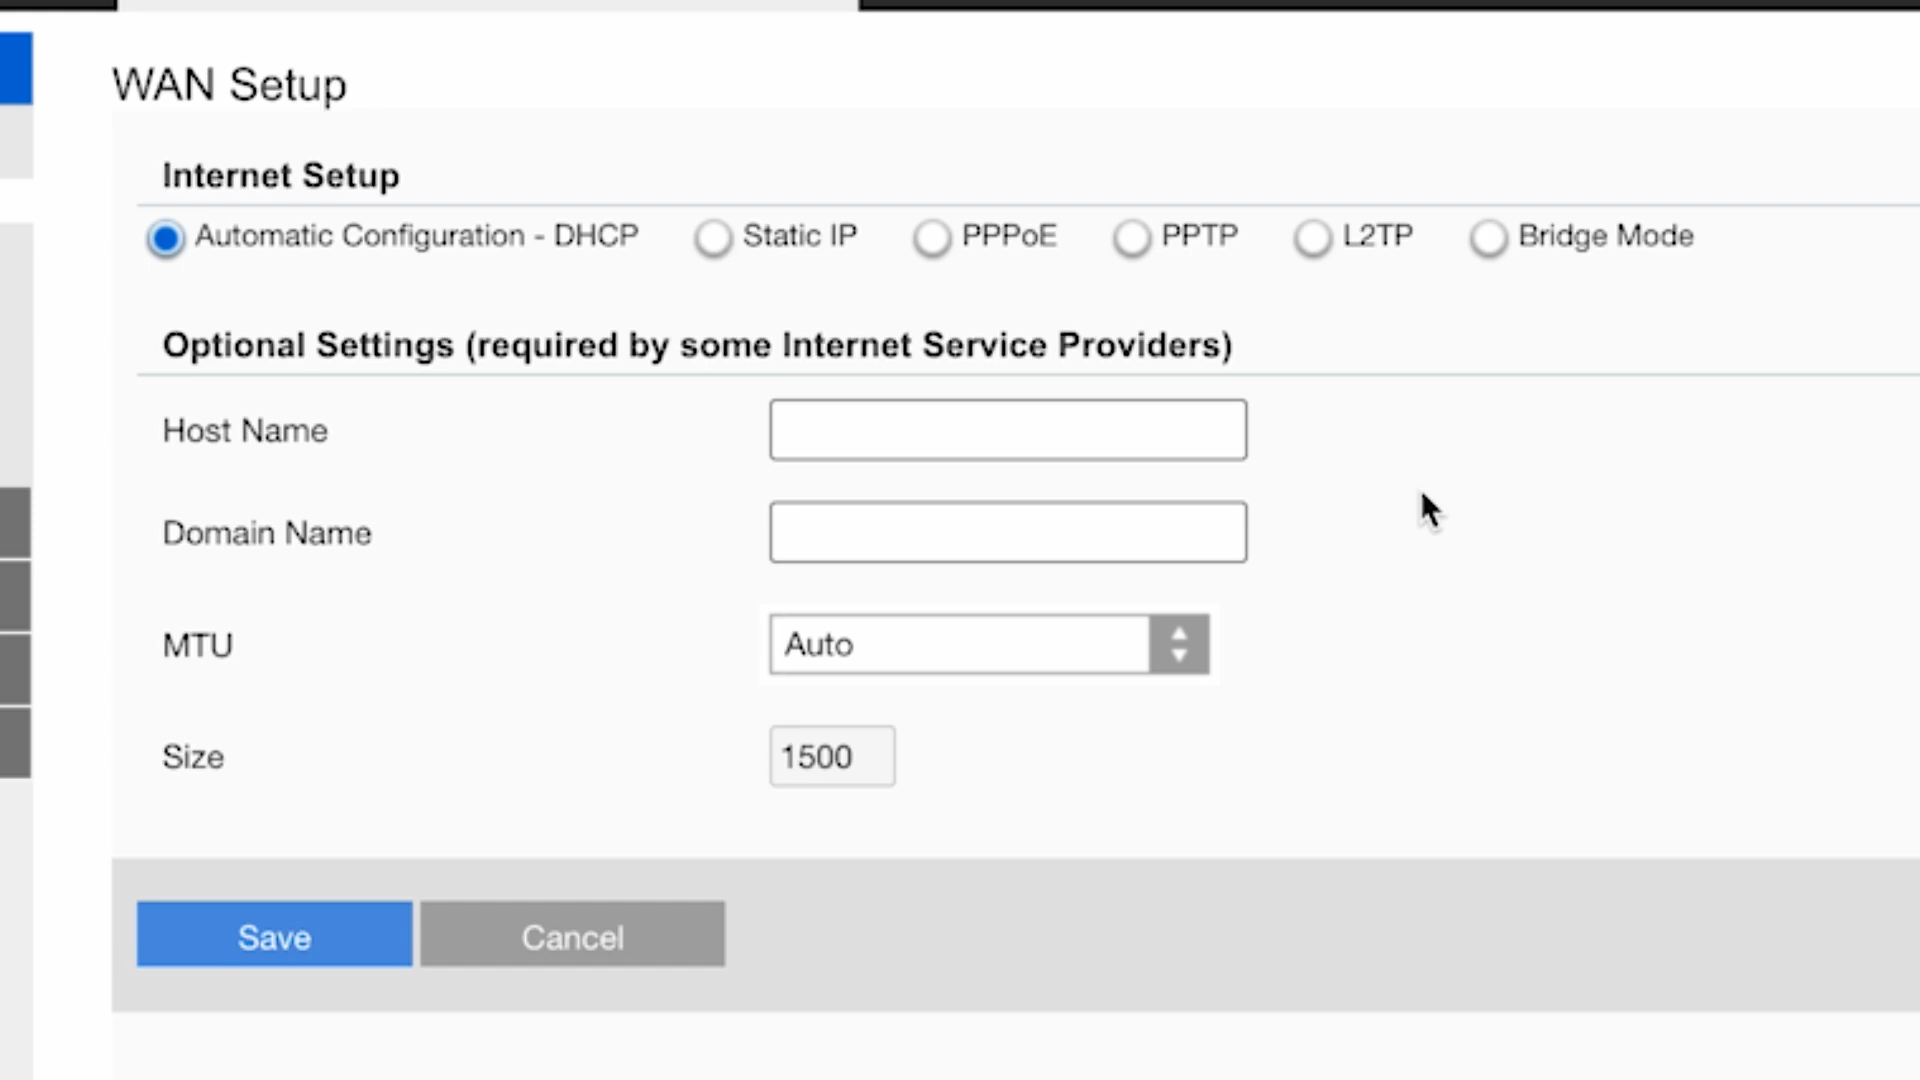 WAN Setup
Internet Setup
Automatic Configuration - DHCP Static IP PPPoE PPTP L2TP Bridge Mode
Optional Settings (required by some Internet Service Providers)
Host Name
Domain Name
MTU Auto
Size 1500
Save Cancel